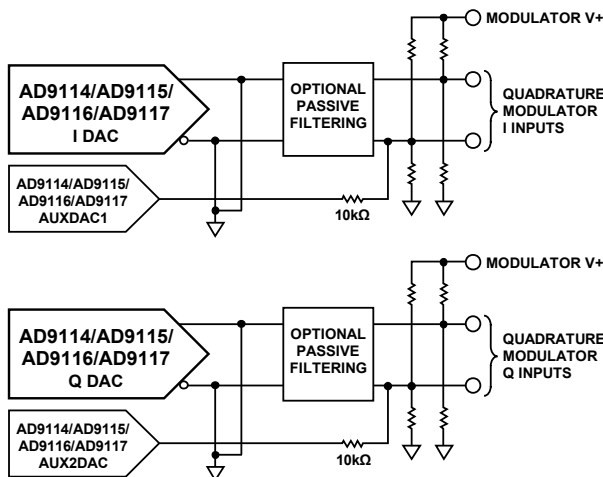 MODULATOR V+
AD9114/AD9115/
AD9116/AD9117
I DAC
OPTIONAL
PASSIVE
FILTERING
QUADRATURE
MODULATOR
I INPUTS
AD9114/AD9115/
AD9116/AD9117
AUXDAC1
10kΩ
MODULATOR V+
AD9114/AD9115/
AD9116/AD9117
Q DAC
OPTIONAL
PASSIVE
FILTERING
QUADRATURE
MODULATOR
Q INPUTS
AD9114/AD9115/
AD9116/AD9117
AUX2DAC
10kΩ